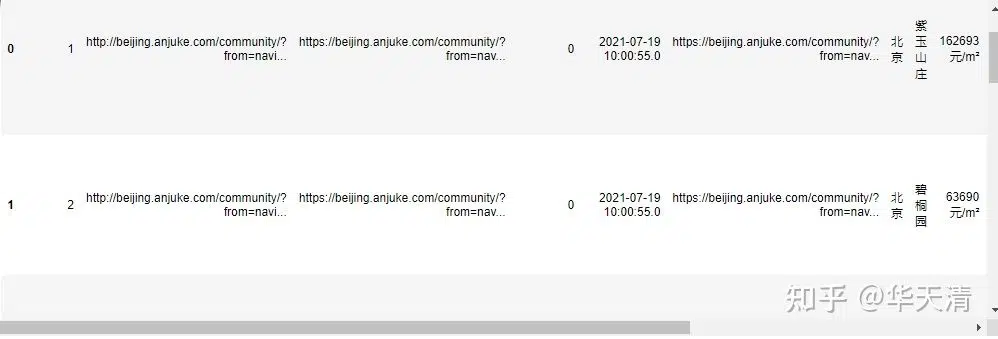 0 1 http://beijing.anjuke.com/community/?from=navi... https://beijing.anjuke.com/community/?from=nav... 0 2021-07-19 10:00:55.0 https://beijing.anjuke.com/community/?from=nav... 北京 紫玉山庄 162693 元/m²
1 2 http://beijing.anjuke.com/community/?from=navi... https://beijing.anjuke.com/community/?from=nav... 0 2021-07-19 10:00:55.0 https://beijing.anjuke.com/community/?from=nav... 北京 碧桐园 63690 元/m²
知乎 @华天清